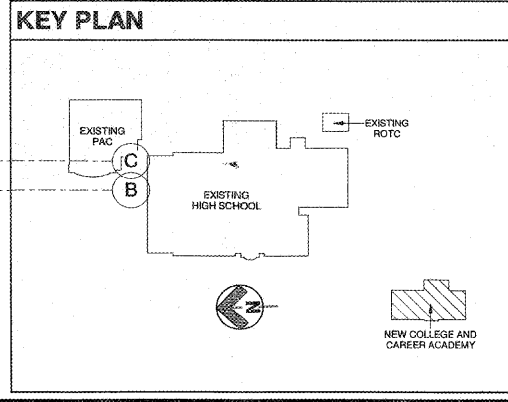 KEY PLAN
EXISTING
PAC
EXISTING
ROTC
C
B
EXISTING
HIGH SCHOOL
N
NEW COLLEGE AND
CAREER ACADEMY